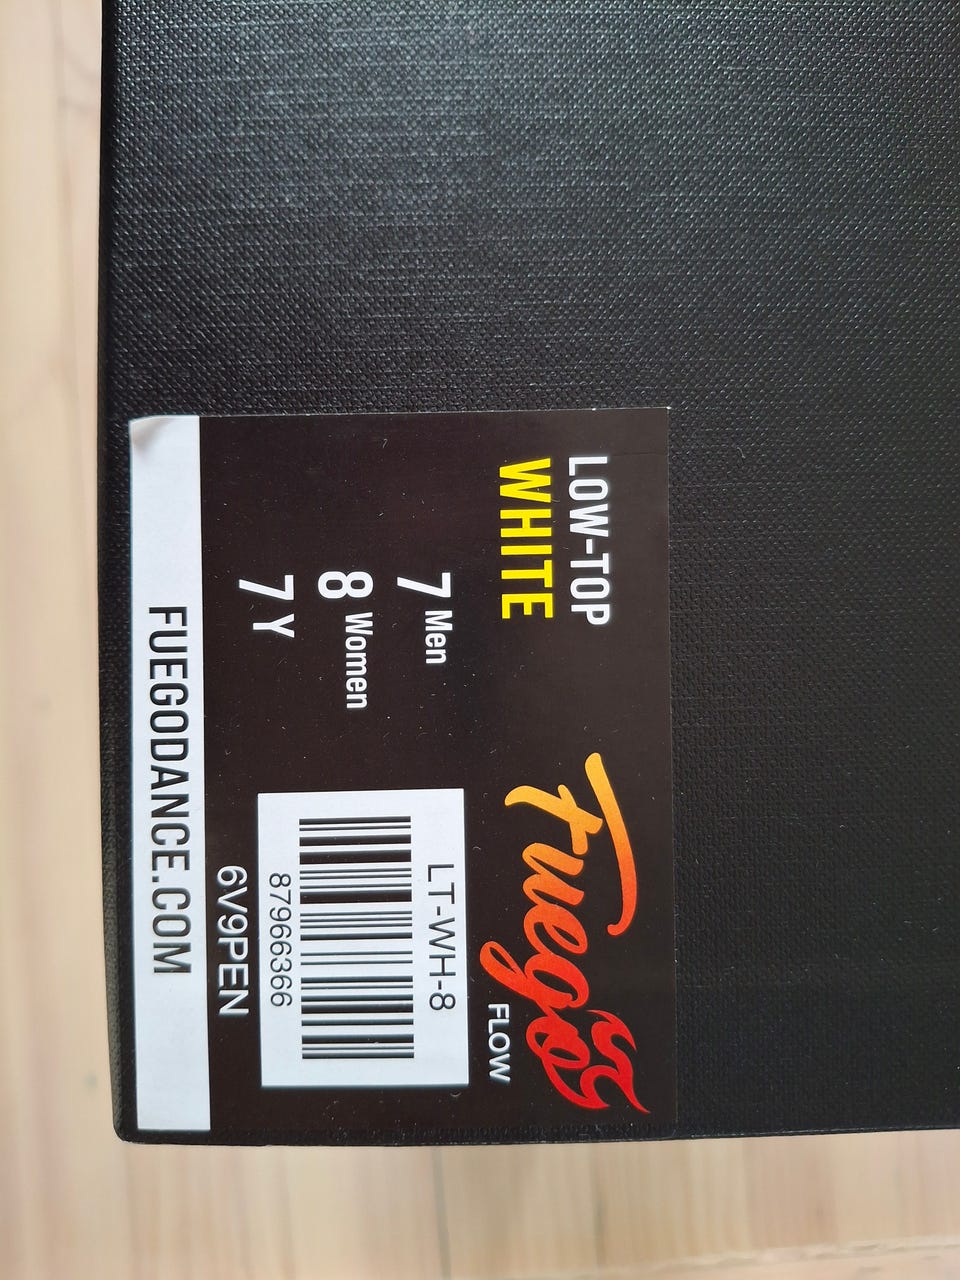 LOW-TOP
WHITE
7 Men
8 Women
7 Y
Fuego
FLOW
LT-WH-8
87966366
6V9PEN
FUEGODANCE.COM